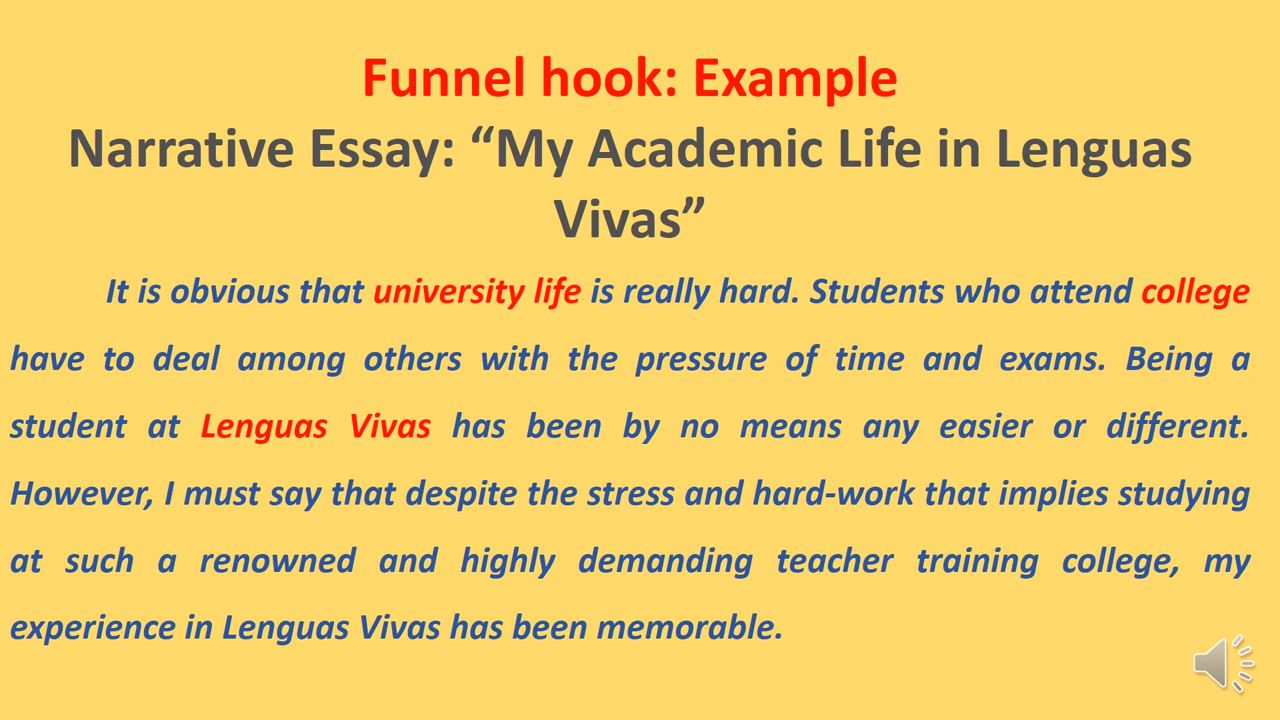 Funnel hook: Example
Narrative Essay: “My Academic Life in Lenguas
Vivas”
It is obvious that university life is really hard. Students who attend college
have to deal among others with the pressure of time and exams. Being a
student at Lenguas Vivas has been by no means any easier or different.
However, I must say that despite the stress and hard-work that implies studying
at such a renowned and highly demanding teacher training college, my
experience in Lenguas Vivas has been memorable.